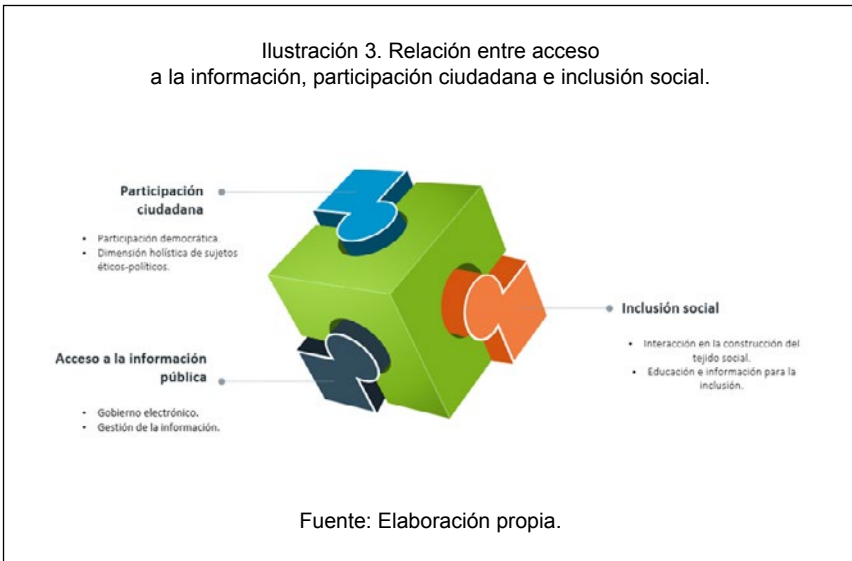 Ilustración 3. Relación entre acceso
a la información, participación ciudadana e inclusión social.
Participación
ciudadana
• Participación democrática.
• Dimensión holística de sujetos
éticos-políticos.
Acceso a la información
pública
• Gobierno electrónico.
• Gestión de la información.
Inclusión social
• Interacción en la construcción del
tejido social.
• Educación e información para la
inclusión.
Fuente: Elaboración propia.